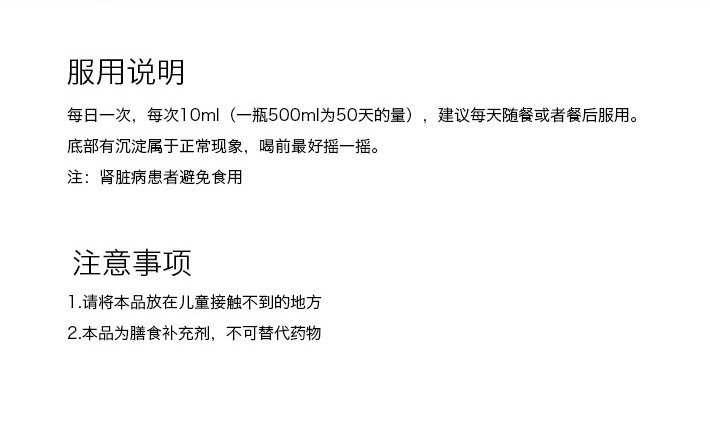 服用说明
每日一次，每次10ml（一瓶500ml为50天的量），建议每天随餐或者餐后服用。
底部有沉淀属于正常现象，喝前最好摇一摇。
注：肾脏病患者避免食用
注意事项
1.请将本品放在儿童接触不到的地方
2.本品为膳食补充剂，不可替代药物